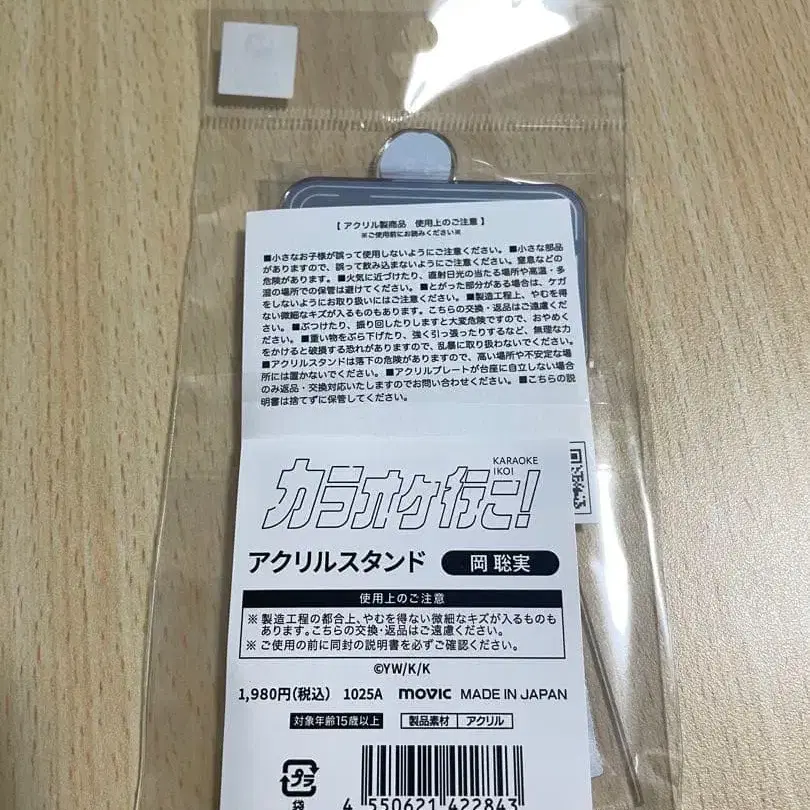 【 アクリル製商品　使用上のご注意 】
※ご使用前にお読みください※
■小さなお子様が誤って使用しないようにご注意ください。 ■小さな部品
がありますので、誤って飲み込まないようにご注意ください。窒息などの
危険があります。 ■火気に近づけたり、直射日光の当たる場所や高温・多
湿の場所での保管は避けてください。 ■とがった部分がある場合は、ケガ
をしないようにお取り扱いにはご注意ください。 ■製造工程上、やむを得
ない微細なキズが入るものもあります。こちらの交換・返品はご遠慮くだ
さい。 ■ぶつけたり、振り回したりしますと大変危険ですので、おやめく
ださい。 ■重い物をぶら下げたり、強く引っ張ったりするなど、無理な力
をかけると破損する恐れがありますので、乱暴に取り扱わないでください。
■アクリルスタンドは落下の危険がありますので、高い場所や不安定な場
所には置かないでください。 ■アクリルプレートが台座に自立しない場合
のみ返品・交換対応いたしますのでお問い合わせください。 ■こちらの説
明書は捨てずに保管してください。
KARAOKE
IKO!
カラオケ行こ!
アクリルスタンド 岡 聡実
使用上のご注意
※ 製造工程の都合上、やむを得ない微細なキズが入るものも
あります。こちらの交換・返品はご遠慮ください。
※ ご使用の前に同封の説明書を必ずご確認ください。
©YW/K/K
1,980円(税込) 1025A movic MADE IN JAPAN
対象年齢15歳以上 製品素材 アクリル
プラ
袋
4 550621 422843